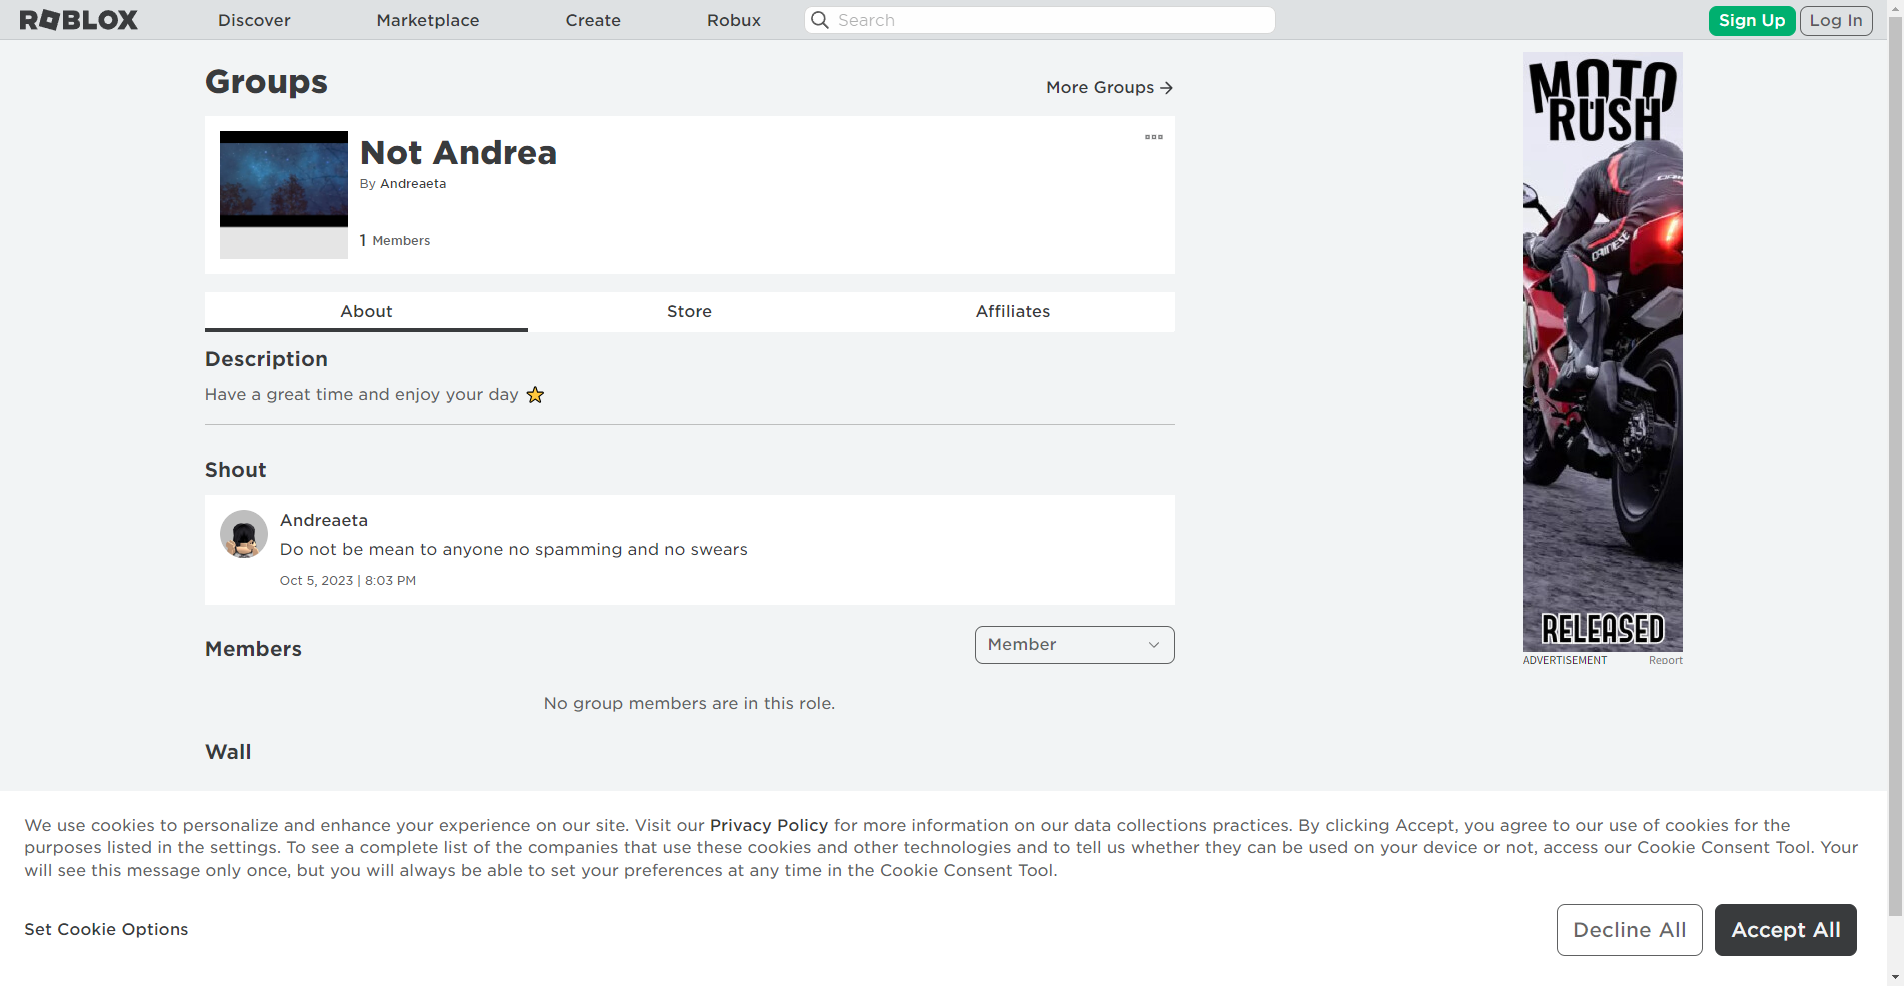 ROBLOX Discover Marketplace Create Robux Search Sign Up Log In
Groups
More Groups
Not Andrea
By Andreaeta
1 Members
About Store Affiliates
Description
Have a great time and enjoy your day ⭐
Shout
Andreaeta
Do not be mean to anyone no spamming and no swears
Oct 5, 2023 | 8:03 PM
Members
Member
No group members are in this role.
Wall
MOTO
RUSH
DAINESE
RELEASED
ADVERTISEMENT Report
We use cookies to personalize and enhance your experience on our site. Visit our Privacy Policy for more information on our data collections practices. By clicking Accept, you agree to our use of cookies for the
purposes listed in the settings. To see a complete list of the companies that use these cookies and other technologies and to tell us whether they can be used on your device or not, access our Cookie Consent Tool. Your
will see this message only once, but you will always be able to set your preferences at any time in the Cookie Consent Tool.
Set Cookie Options
Decline All
Accept All